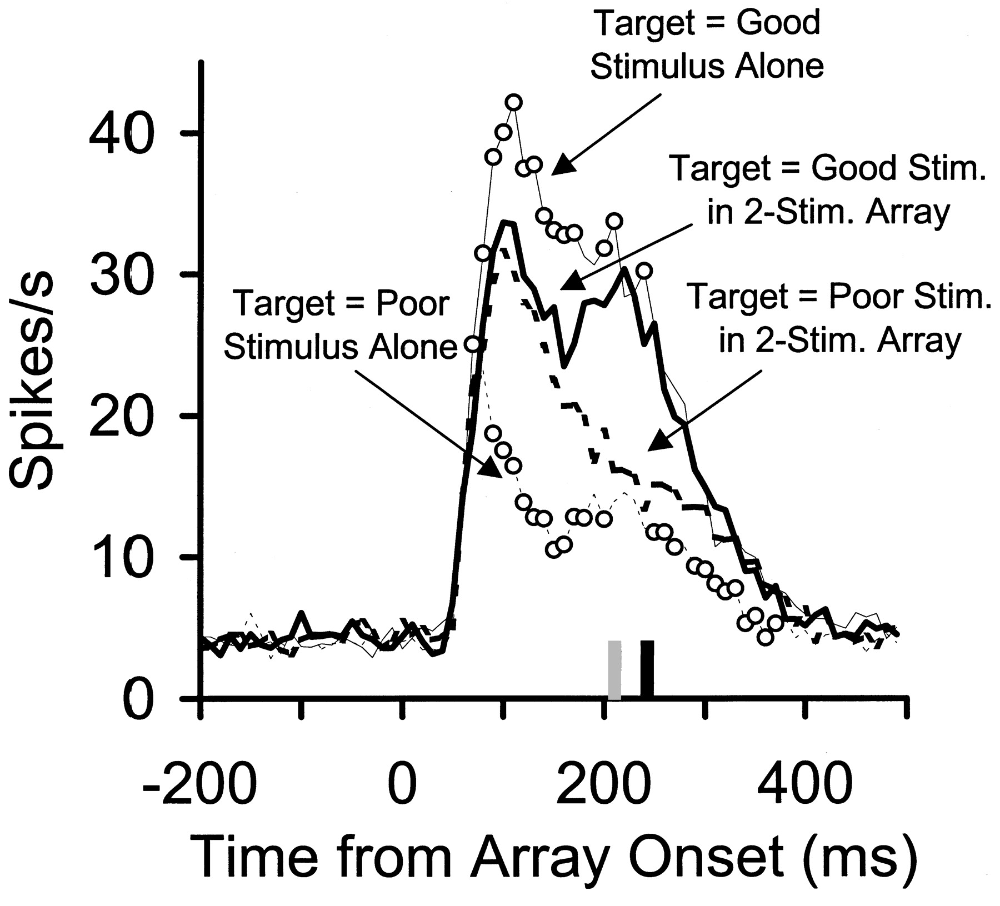 Target = Good
Stimulus Alone
Target = Good Stim.
in 2-Stim. Array
Target = Poor Stim.
in 2-Stim. Array
Target = Poor
Stimulus Alone
Spikes/s
40
30
20
10
0
-200
0
200
400
Time from Array Onset (ms)